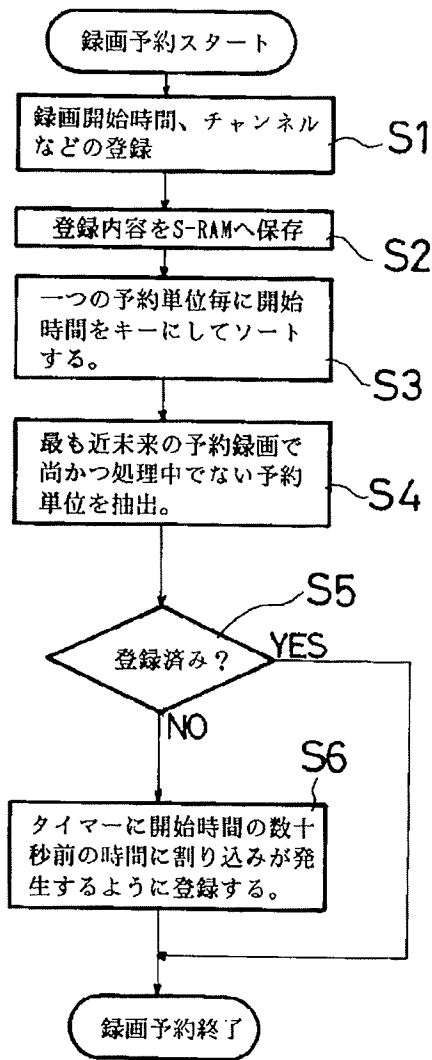 録画予約スタート
録画開始時間、チャンネル
などの登録
S1
登録内容をS-RAMへ保存
S2
一つの予約単位毎に開始
時間をキーにしてソート
する。
S3
最も近未来の予約録画で
尚かつ処理中でない予約
単位を抽出。
S4
S5
登録済み?
YES
NO
S6
タイマーに開始時間の数十
秒前の時間に割り込みが発
生するように登録する。
録画予約終了